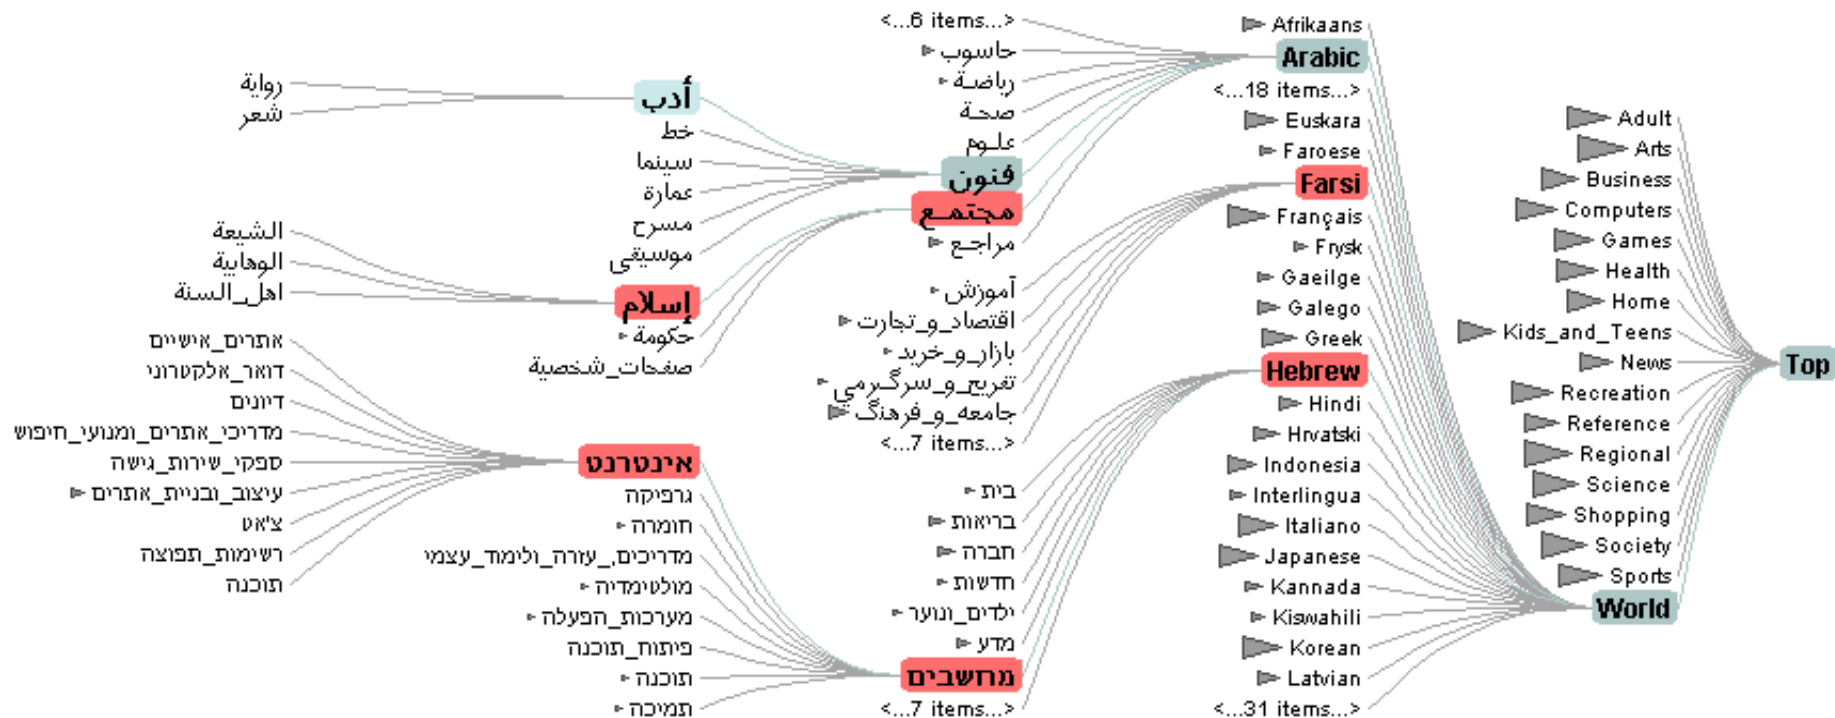 Top
Adult
Arts
Business
Computers
Games
Health
Home
Kids_and_Teens
News
Recreation
Reference
Regional
Science
Shopping
Society
Sports
World
Afrikaans
Arabic
<...18 items...>
Euskara
Faroese
Farsi
Français
Frysk
Gaeilge
Galego
Greek
Hebrew
Hindi
Hrvatski
Indonesia
Interlingua
Italiano
Japanese
Kannada
Kiswahili
Korean
Latvian
<...31 items...>
<...6 items...>
حاسوب
رياضة
صحة
علوم
فنون
مجتمع
مراجع
آموزش
اقتصاد_و_تجارت
بازار_و_خريد
تفريح_و_سرگرمي
جامعه_و_فرهنگ
<...7 items...>
בית
בריאות
חברה
חדשות
ילדים_ונוער
מדע
מחשבים
<...7 items...>
أدب
خط
سينما
عمارة
مسرح
موسيقى
إسلام
حكومة
صفحات_شخصية
אינטרנט
גרפיקה
חומרה
מדריכים,_עזרה_ולימוד_עצמי
מולטימדיה
מערכות_הפעלה
פיתוח_תוכנה
תוכנה
תמיכה
رواية
شعر
الشيعة
الوهابية
اهل_السنة
אתרים_אישיים
דואר_אלקטרוני
דיונים
מדריכי_אתרים_ומנועי_חיפוש
ספקי_שירות_גישה
עיצוב_ובניית_אתרים
צ'אט
רשימות_תפוצה
תוכנה